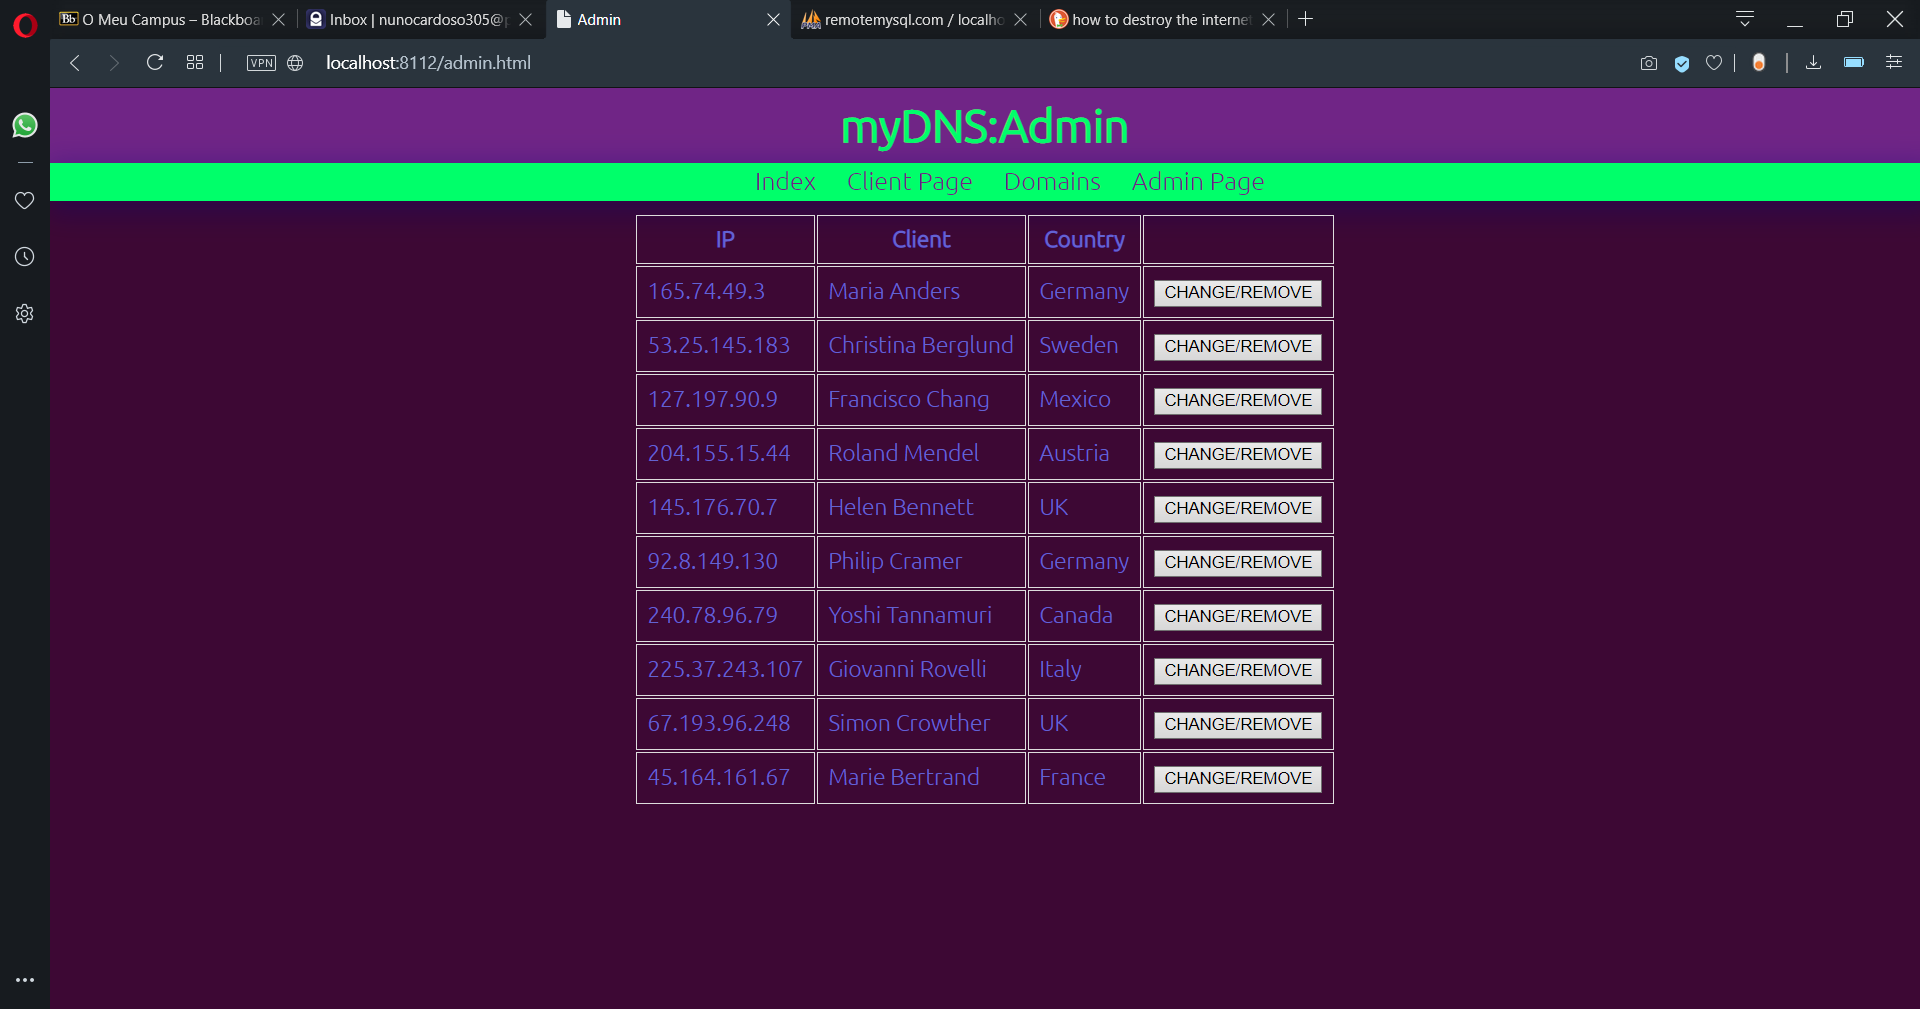 Bb O Meu Campus – Blackboa
Inbox | nunocardoso305@p
Admin
remotemysql.com / localho
how to destroy the internet
VPN
localhost:8112/admin.html
myDNS:Admin
Index Client Page Domains Admin Page
IP Client Country
165.74.49.3 Maria Anders Germany CHANGE/REMOVE
53.25.145.183 Christina Berglund Sweden CHANGE/REMOVE
127.197.90.9 Francisco Chang Mexico CHANGE/REMOVE
204.155.15.44 Roland Mendel Austria CHANGE/REMOVE
145.176.70.7 Helen Bennett UK CHANGE/REMOVE
92.8.149.130 Philip Cramer Germany CHANGE/REMOVE
240.78.96.79 Yoshi Tannamuri Canada CHANGE/REMOVE
225.37.243.107 Giovanni Rovelli Italy CHANGE/REMOVE
67.193.96.248 Simon Crowther UK CHANGE/REMOVE
45.164.161.67 Marie Bertrand France CHANGE/REMOVE